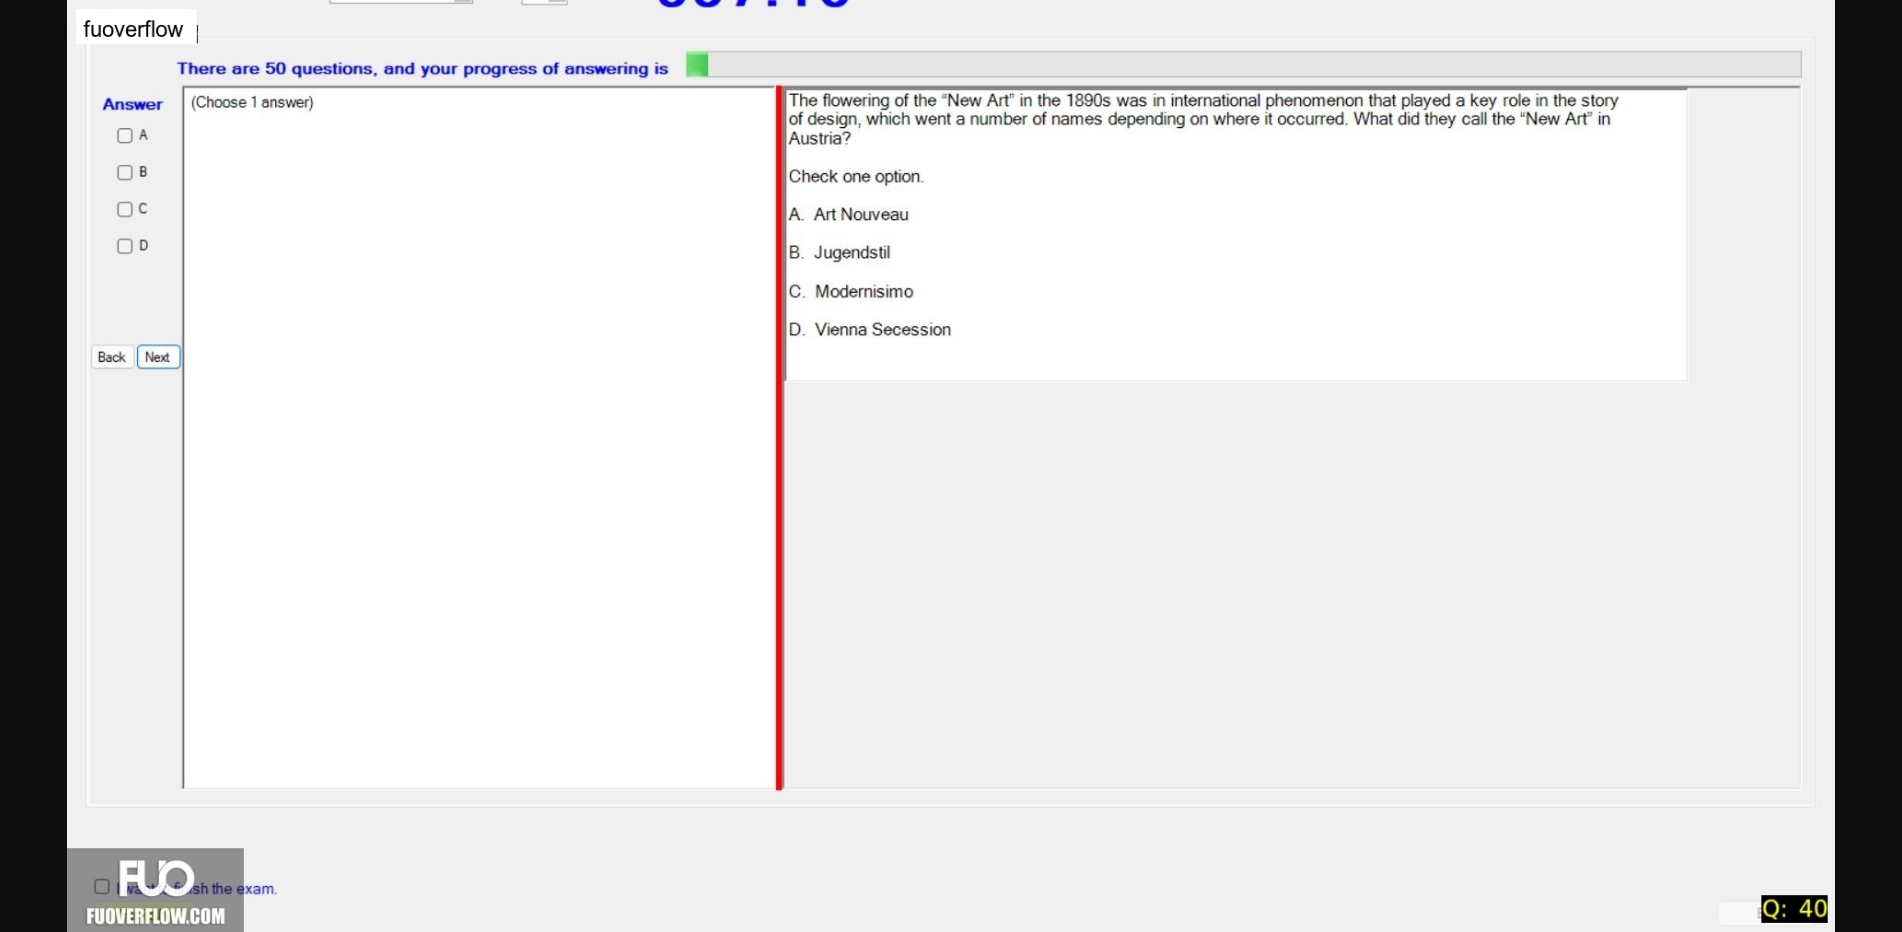 fuoverflow
There are 50 questions, and your progress of answering is
Answer
(Choose 1 answer)
A
B
C
D
Back
Next
The flowering of the “New Art” in the 1890s was in international phenomenon that played a key role in the story
of design, which went a number of names depending on where it occurred. What did they call the “New Art” in
Austria?
Check one option.
A. Art Nouveau
B. Jugendstil
C. Modernisimo
D. Vienna Secession
FUO
sh the exam.
FUOVERFLOW.COM
Q: 40